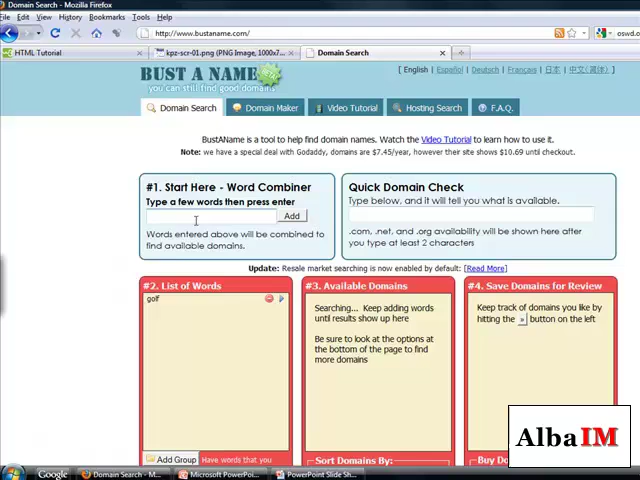 Domain Search - Mozilla Firefox
File Edit View History Bookmarks Tools Help
http://www.bustaname.com/
oswd.o
HTML Tutorial
kpz-scr-01.png (PNG Image, 1000x7...
Domain Search
BUST A NAME BETA
you can still find good domains
[ English | Español | Deutsch | Français | 日本 | 中文(简体) ]
Domain Search
Domain Maker
Video Tutorial
Hosting Search
F.A.Q.
BustAName is a tool to help find domain names. Watch the Video Tutorial to learn how to use it.
Note: we have a special deal with Godaddy, domains are $7.45/year, however their site shows $10.69 until checkout.
#1. Start Here - Word Combiner
Type a few words then press enter
Add
Words entered above will be combined to
find available domains.
Quick Domain Check
Type below, and it will tell you what is available.
.com, .net, and .org availability will be shown here after
you type at least 2 characters
Update: Resale market searching is now enabled by default: [Read More]
#2. List of Words
golf
Add Group
Have words that you
#3. Available Domains
Searching... Keep adding words
until results show up here
Be sure to look at the options at
the bottom of the page to find
more domains
Sort Domains By:
#4. Save Domains for Review
Keep track of domains you like by
hitting the » button on the left
Buy Do
AlbaIM
Google
Domain Search - M...
Microsoft PowerPoi...
PowerPoint Slide Sh...